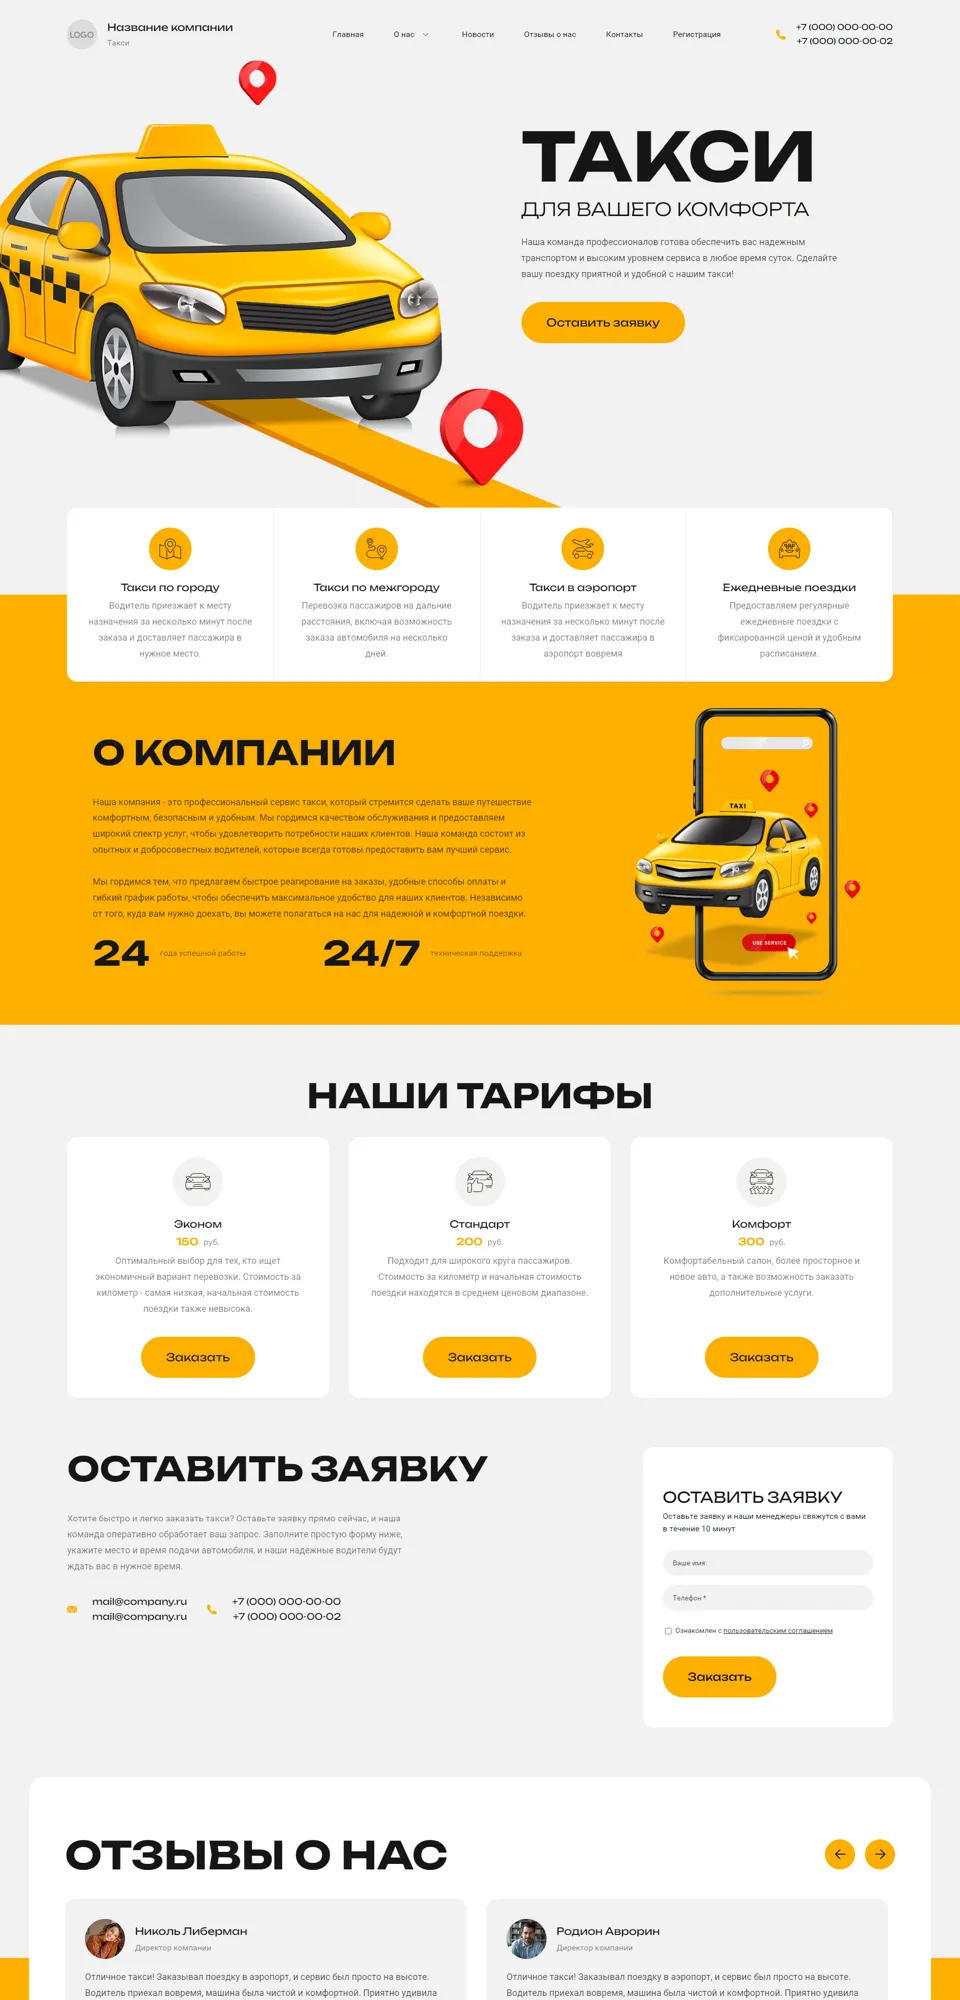 LOGO
Название компании
Такси
Главная
О нас
Новости
Отзывы о нас
Контакты
Регистрация
+7 (000) 000-00-00
+7 (000) 000-00-02
ТАКСИ
ДЛЯ ВАШЕГО КОМФОРТА
Наша команда профессионалов готова обеспечить вас надежным
транспортом и высоким уровнем сервиса в любое время суток. Сделайте
вашу поездку приятной и удобной с нашим такси!
Оставить заявку
Такси по городу
Водитель приезжает к месту
назначения за несколько минут после
заказа и доставляет пассажира в
нужное место.
Такси по межгороду
Перевозка пассажиров на дальние
расстояния, включая возможность
заказа автомобиля на несколько
дней.
Такси в аэропорт
Водитель приезжает к месту
назначения за несколько минут после
заказа и доставляет пассажира в
аэропорт вовремя
Ежедневные поездки
Предоставляем регулярные
ежедневные поездки с
фиксированной ценой и удобным
расписанием.
О КОМПАНИИ
Наша компания - это профессиональный сервис такси, который стремится сделать ваше путешествие
комфортным, безопасным и удобным. Мы гордимся качеством обслуживания и предоставляем
широкий спектр услуг, чтобы удовлетворить потребности наших клиентов. Наша команда состоит из
опытных и добросовестных водителей, которые всегда готовы предоставить вам лучший сервис.
Мы гордимся тем, что предлагаем быстрое реагирование на заказы, удобные способы оплаты и
гибкий график работы, чтобы обеспечить максимальное удобство для наших клиентов. Независимо
от того, куда вам нужно доехать, вы можете полагаться на нас для надежной и комфортной поездки.
24
года успешной работы
24/7
техническая поддержка
TAXI
USE SERVICE
НАШИ ТАРИФЫ
Эконом
150 руб.
Оптимальный выбор для тех, кто ищет
экономичный вариант перевозки. Стоимость за
километр - самая низкая, начальная стоимость
поездки также невысока.
Заказать
Стандарт
200 руб.
Подходит для широкого круга пассажиров.
Стоимость за километр и начальная стоимость
поездки находятся в среднем ценовом диапазоне.
Заказать
Комфорт
300 руб.
Комфортабельный салон, более просторное и
новое авто, а также возможность заказать
дополнительные услуги.
Заказать
ОСТАВИТЬ ЗАЯВКУ
Хотите быстро и легко заказать такси? Оставьте заявку прямо сейчас, и наша
команда оперативно обработает ваш запрос. Заполните простую форму ниже,
укажите место и время подачи автомобиля, и наши надежные водители будут
ждать вас в нужное время.
mail@company.ru
mail@company.ru
+7 (000) 000-00-00
+7 (000) 000-00-02
ОСТАВИТЬ ЗАЯВКУ
Оставьте заявку и наши менеджеры свяжутся с вами
в течение 10 минут
Ваше имя:
Телефон *
Ознакомлен с пользовательским соглашением
Заказать
ОТЗЫВЫ О НАС
Николь Либерман
Директор компании
Отличное такси! Заказывал поездку в аэропорт, и сервис был просто на высоте.
Водитель приехал вовремя, машина была чистой и комфортной. Приятно удивила
Родион Аврорин
Директор компании
Отличное такси! Заказывал поездку в аэропорт, и сервис был просто на высоте.
Водитель приехал вовремя, машина была чистой и комфортной. Приятно удивила